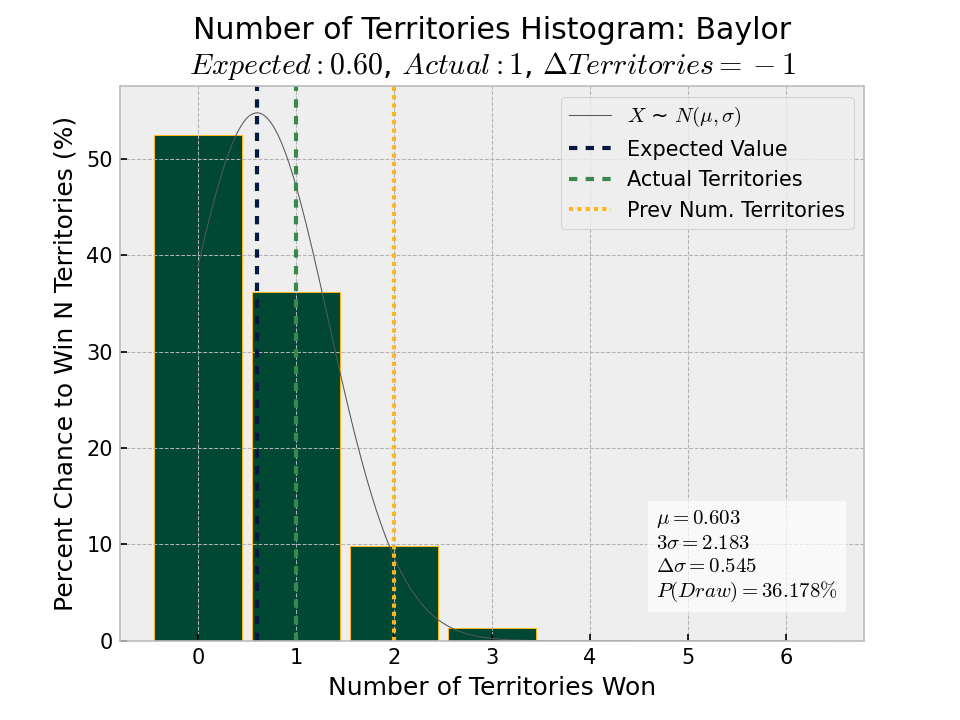 Number of Territories Histogram: Baylor
Expected : 0.60, Actual : 1, ΔTerritories = −1
Percent Chance to Win N Territories (%)
50
40
30
20
10
0
X ~ N(μ, σ)
Expected Value
Actual Territories
Prev Num. Territories
μ = 0.603
3σ = 2.183
Δσ = 0.545
P(Draw) = 36.178%
0 1 2 3 4 5 6
Number of Territories Won